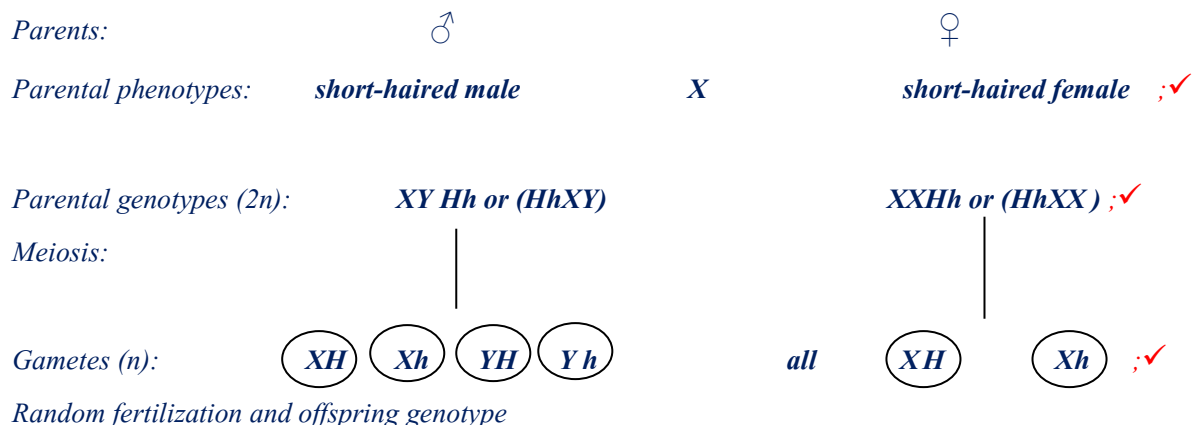 Parents: ♂ ♀
Parental phenotypes: short-haired male X short-haired female ;✓
Parental genotypes (2n): XY Hh or (HhXY) XXHh or (HhXX ) ;✓
Meiosis:
Gametes (n): XH Xh YH Y h all XH Xh ;✓
Random fertilization and offspring genotype